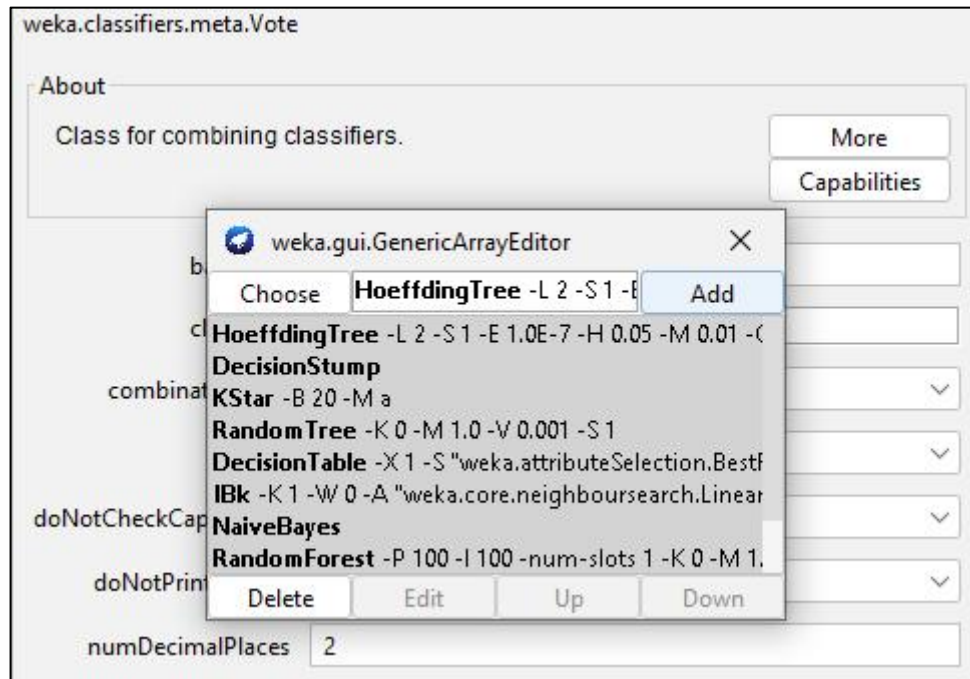 weka.classifiers.meta.Vote
About
Class for combining classifiers.
More
Capabilities
weka.gui.GenericArrayEditor
Choose HoeffdingTree -L 2 -S 1 -E Add
HoeffdingTree -L 2 -S 1 -E 1.0E-7 -H 0.05 -M 0.01 -G
DecisionStump
KStar -B 20 -M a
RandomTree -K 0 -M 1.0 -V 0.001 -S 1
DecisionTable -X 1 -S "weka.attributeSelection.BestF
IBk -K 1 -W 0 -A "weka.core.neighboursearch.Linear
NaiveBayes
RandomForest -P 100 -I 100 -num-slots 1 -K 0 -M 1.
Delete Edit Up Down
combinat
doNotCheckCap
doNotPrint
numDecimalPlaces 2